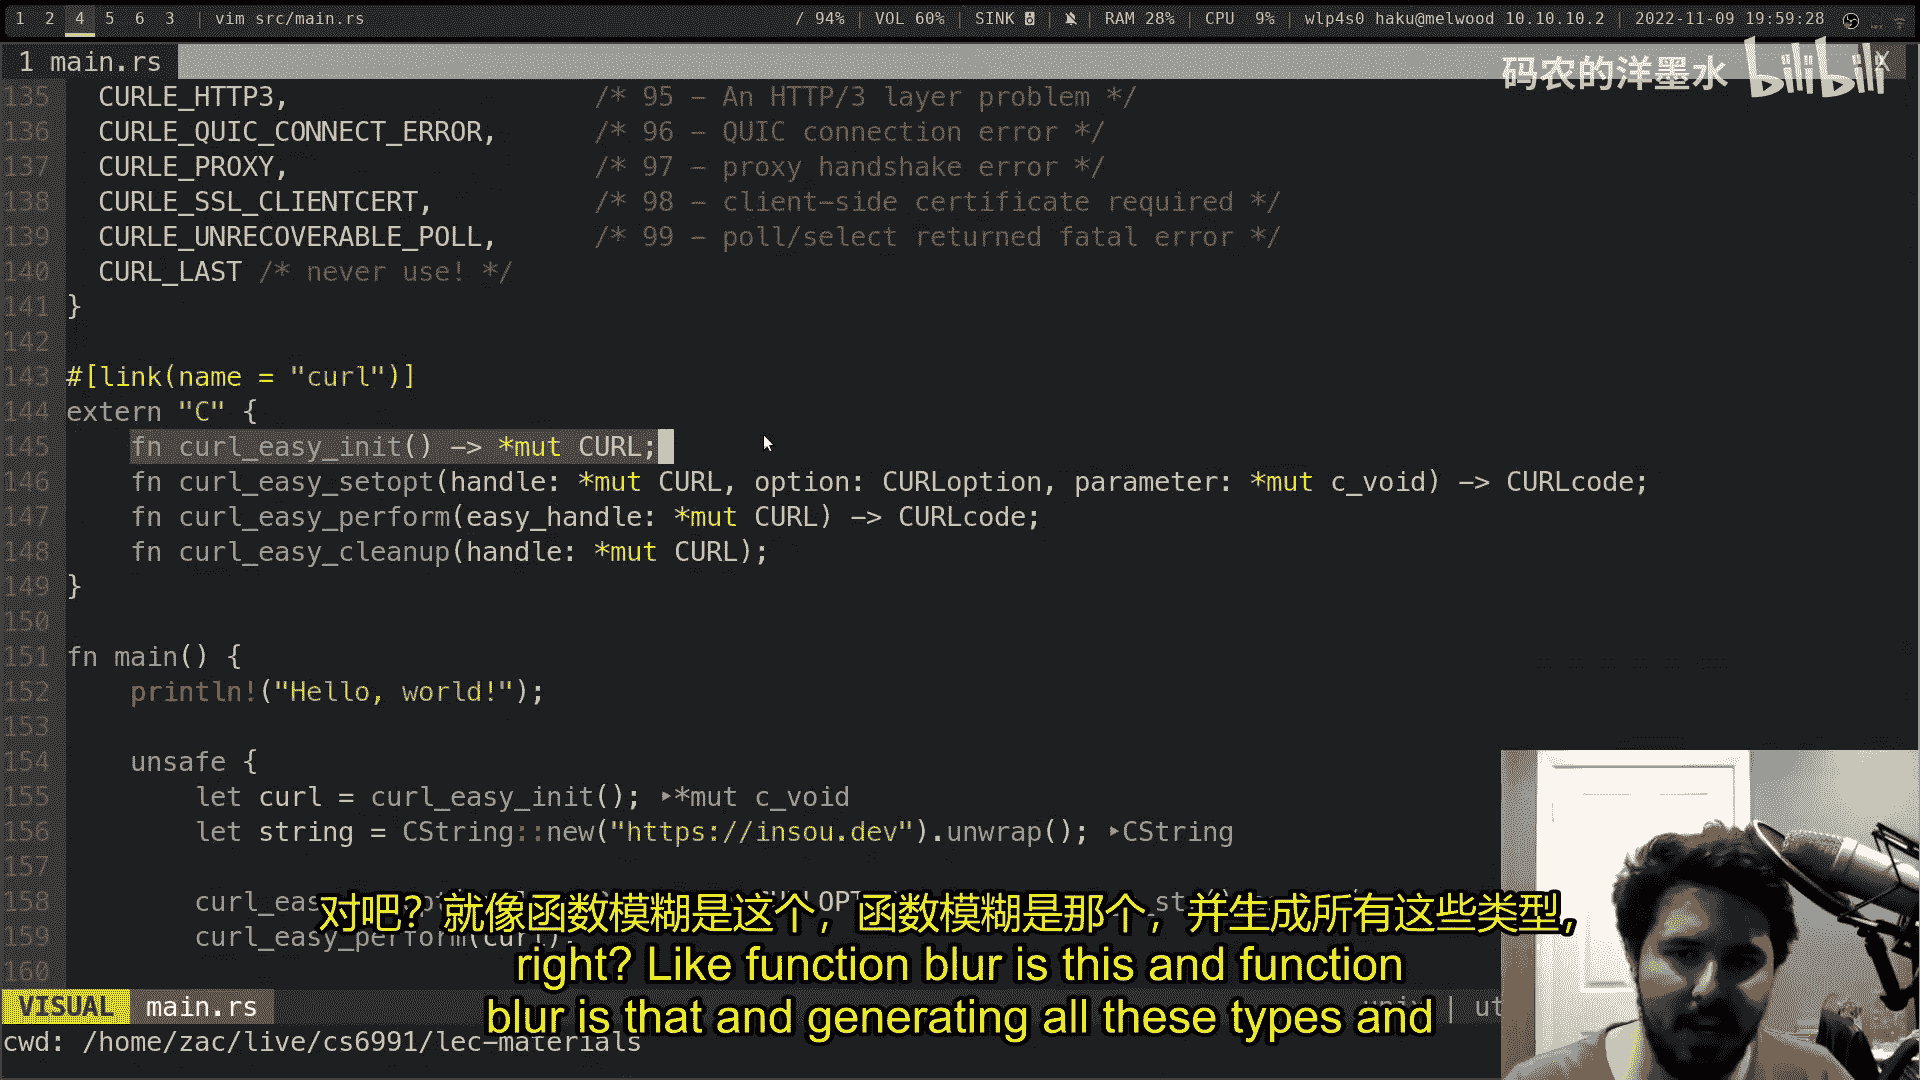 1 2 4 5 6 3 | vim src/main.rs
/ 94% | VOL 60% | SINK | | RAM 28% | CPU 9% | wlp4s0 haku@melwood 10.10.10.2 | 2022-11-09 19:59:28
1 main.rs
X
码农的洋墨水 bilibili
135 CURLE_HTTP3, /* 95 - An HTTP/3 layer problem */
136 CURLE_QUIC_CONNECT_ERROR, /* 96 - QUIC connection error */
137 CURLE_PROXY, /* 97 - proxy handshake error */
138 CURLE_SSL_CLIENTCERT, /* 98 - client-side certificate required */
139 CURLE_UNRECOVERABLE_POLL, /* 99 - poll/select returned fatal error */
140 CURL_LAST /* never use! */
141 }
142
143 #[link(name = "curl")]
144 extern "C" {
145 fn curl_easy_init() -> *mut CURL;
146 fn curl_easy_setopt(handle: *mut CURL, option: CURLoption, parameter: *mut c_void) -> CURLcode;
147 fn curl_easy_perform(easy_handle: *mut CURL) -> CURLcode;
148 fn curl_easy_cleanup(handle: *mut CURL);
149 }
150
151 fn main() {
152 println!("Hello, world!");
153
154 unsafe {
155 let curl = curl_easy_init(); ▸*mut c_void
156 let string = CString::new("https://insou.dev").unwrap(); ▸CString
157
158
159 curl_easy_perform(curl);
160
对吧？就像函数模糊是这个，函数模糊是那个，并生成所有这些类型，
right? Like function blur is this and function
blur is that and generating all these types and
VISUAL main.rs
cwd: /home/zac/live/cs6991/lec-materials